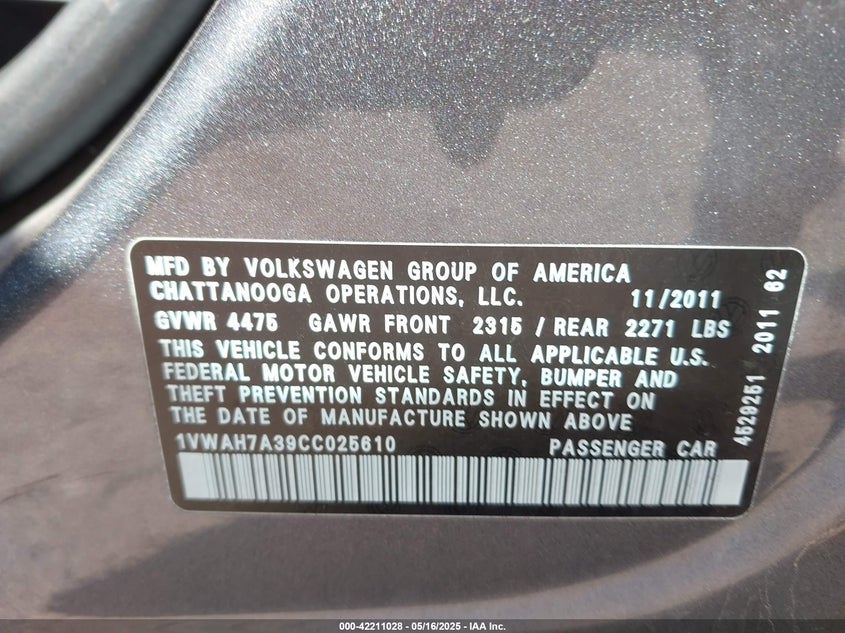 MFD BY VOLKSWAGEN GROUP OF AMERICA
CHATTANOOGA OPERATIONS, LLC. 11/2011
GVWR 4475 GAWR FRONT 2315 / REAR 2271 LBS
THIS VEHICLE CONFORMS TO ALL APPLICABLE U.S.
FEDERAL MOTOR VEHICLE SAFETY, BUMPER AND
THEFT PREVENTION STANDARDS IN EFFECT ON
THE DATE OF MANUFACTURE SHOWN ABOVE
1VWAH7A39CC025610 PASSENGER CAR
4529251 2011 62
000-42211028 - 05/16/2025 - IAA Inc.